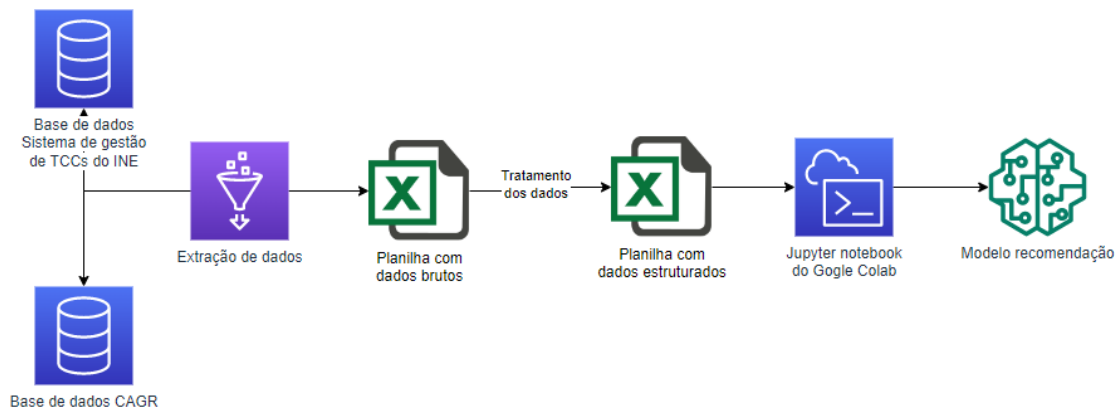 Base de dados
Sistema de gestão
de TCCs do INE
Extração de dados
Planilha com
dados brutos
Tratamento
dos dados
Planilha com
dados estruturados
Jupyter notebook
do Gogle Colab
Modelo recomendação
Base de dados CAGR